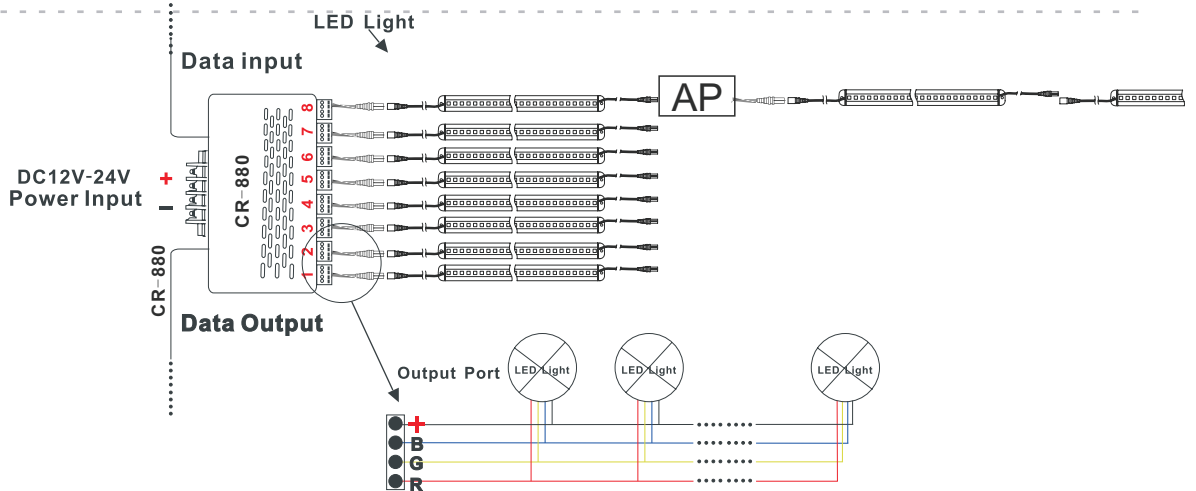 LED Light
Data input
AP
8
7
6
5
4
3
2
1
CR-880
DC12V-24V +
Power Input –
CR-880
Data Output
Output Port
LED Light
LED Light
LED Light
+
B
G
R